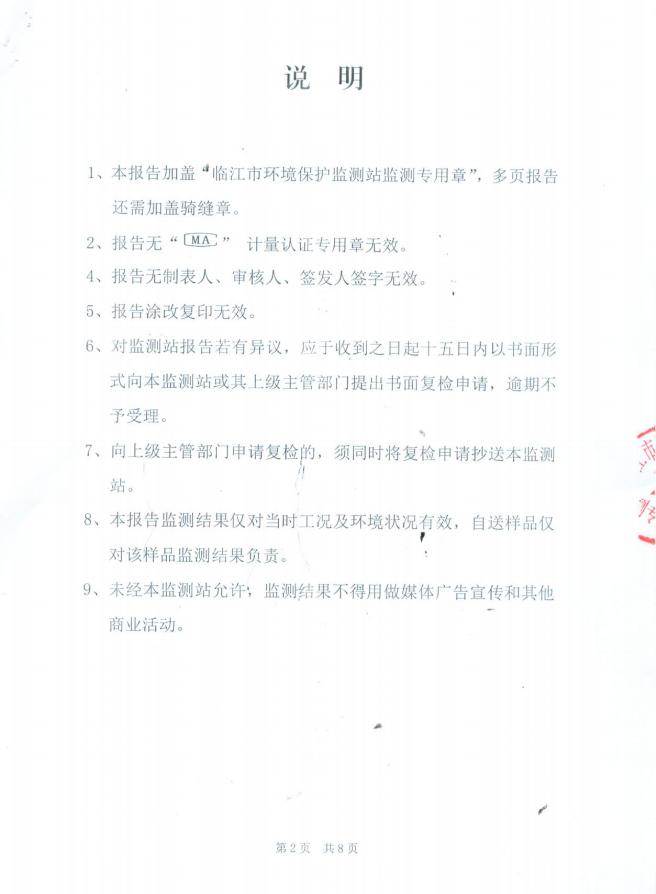 说 明
1、本报告加盖“临江市环境保护监测站监测专用章”，多页报告
还需加盖骑缝章。
2、报告无“MA” 计量认证专用章无效。
4、报告无制表人、审核人、签发人签字无效。
5、报告涂改复印无效。
6、对监测站报告若有异议，应于收到之日起十五日内以书面形
式向本监测站或其上级主管部门提出书面复检申请，逾期不
予受理。
7、向上级主管部门申请复检的，须同时将复检申请抄送本监测
站。
8、本报告监测结果仅对当时工况及环境状况有效，自送样品仅
对该样品监测结果负责。
9、未经本监测站允许，监测结果不得用做媒体广告宣传和其他
商业活动。
第2页 共8页